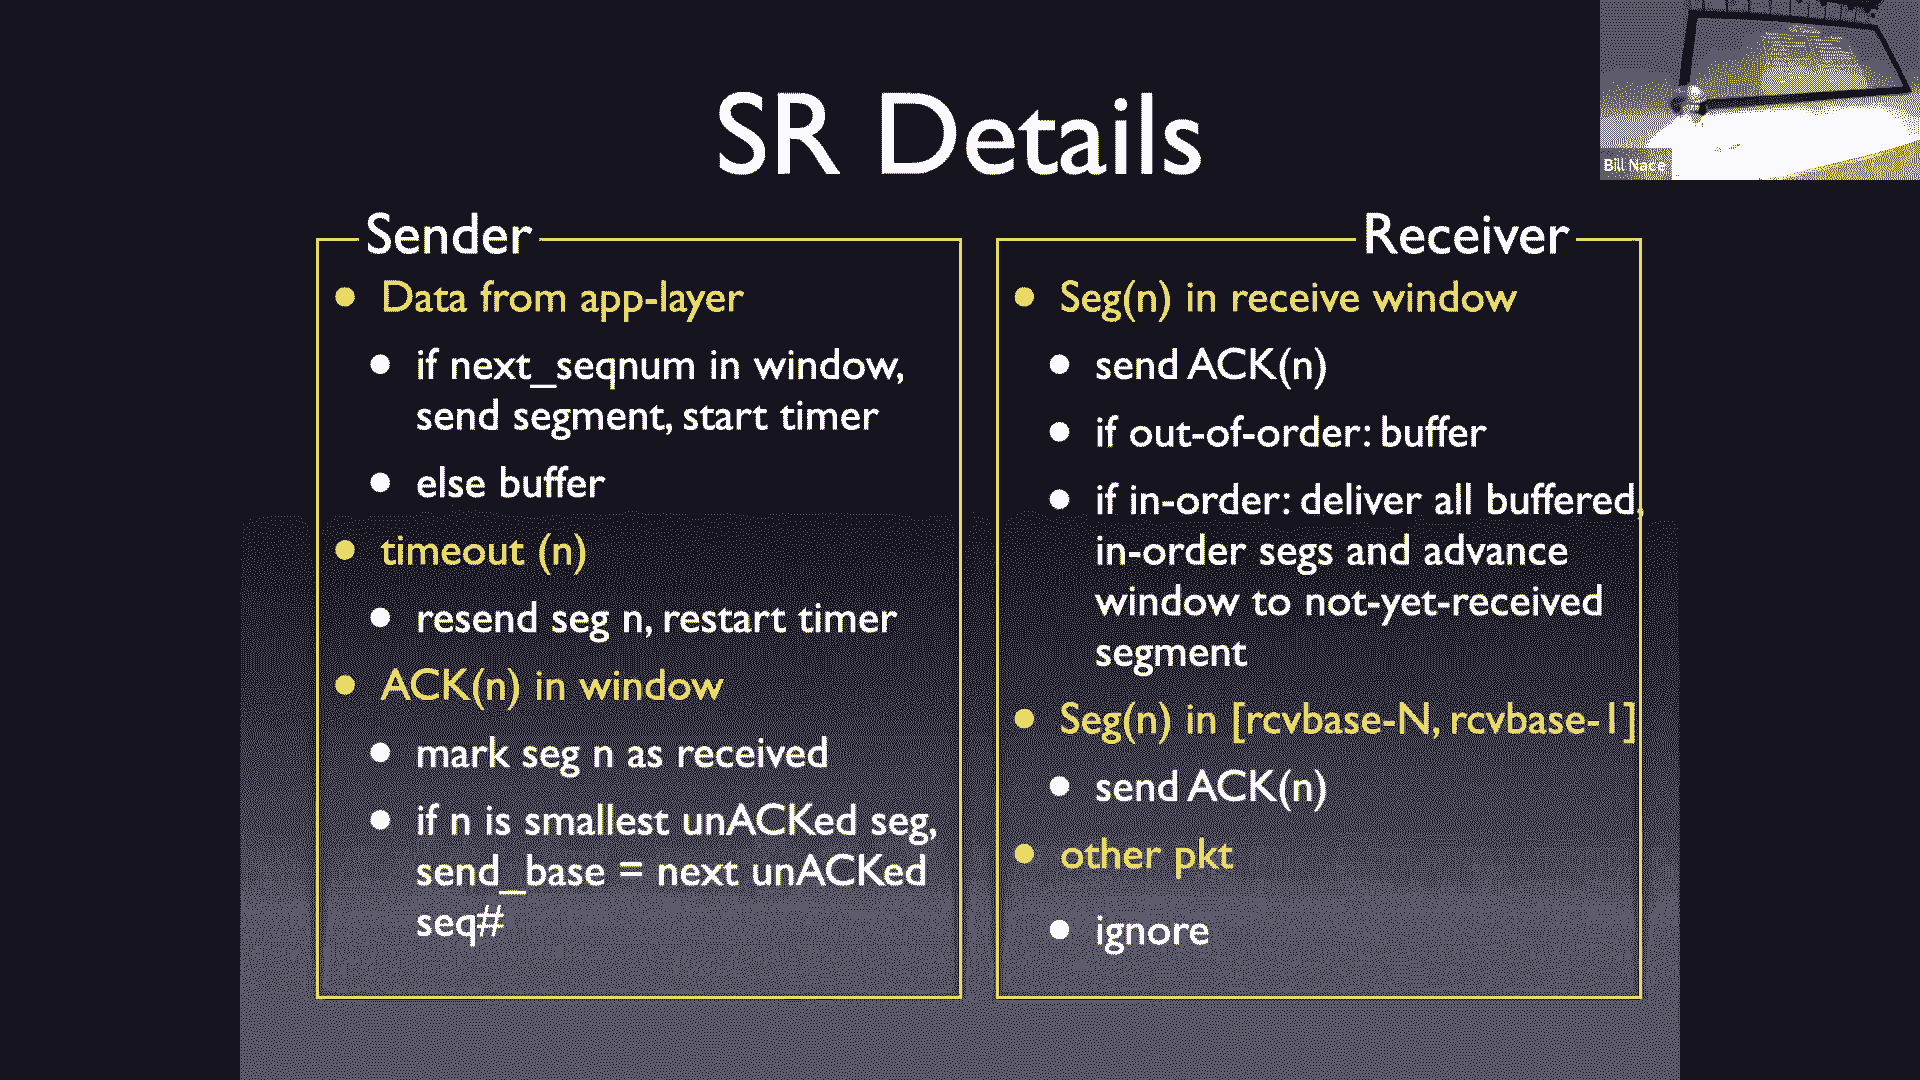 SR Details
Bill Nace
Sender
Data from app-layer
if next_seqnum in window,
send segment, start timer
else buffer
timeout (n)
resend seg n, restart timer
ACK(n) in window
mark seg n as received
if n is smallest unACKed seg,
send_base = next unACKed
seq#
Receiver
Seg(n) in receive window
send ACK(n)
if out-of-order: buffer
if in-order: deliver all buffered,
in-order segs and advance
window to not-yet-received
segment
Seg(n) in [rcvbase-N, rcvbase-1]
send ACK(n)
other pkt
ignore